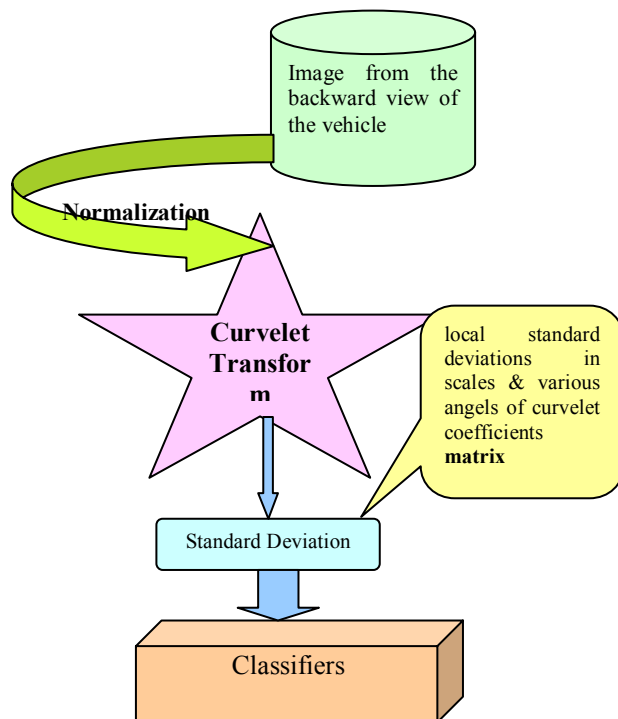 Image from the
backward view of
the vehicle
Normalization
Curvelet
Transfor
m
local standard
deviations in
scales & various
angels of curvelet
coefficients
matrix
Standard Deviation
Classifiers